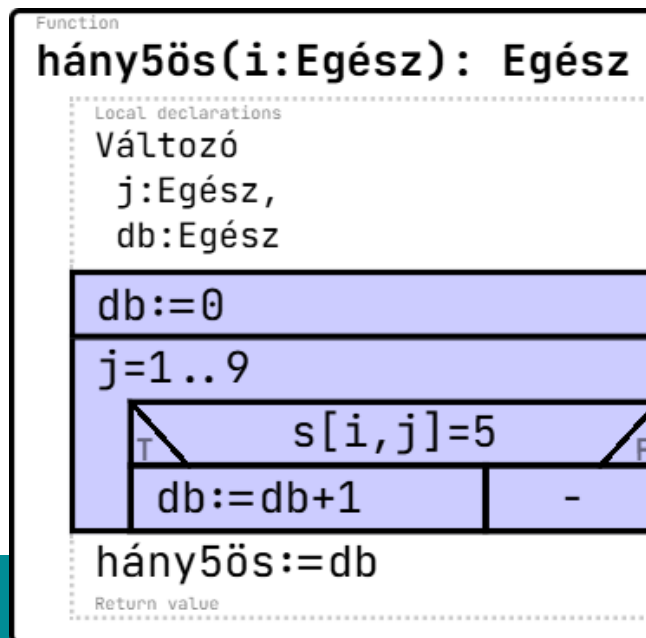 Function
hány5ös(i:Egész): Egész
Local declarations
Változó
j:Egész,
db:Egész
db:=0
j=1..9
s[i,j]=5
T
F
db:=db+1
-
hány5ös:=db
Return value